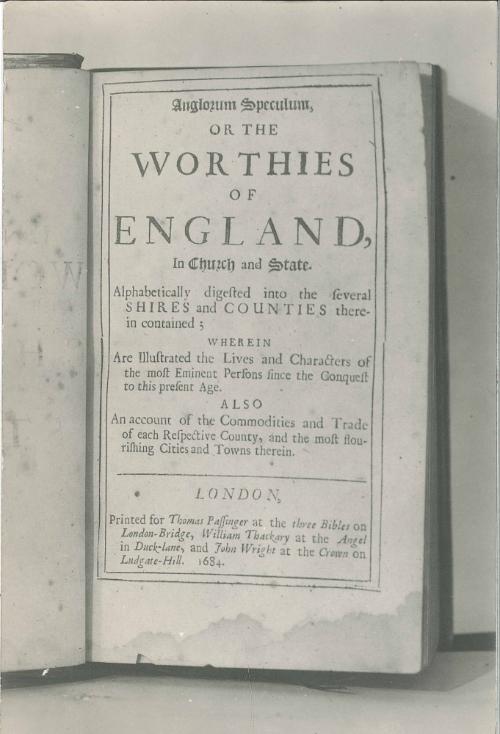 Anglorum Speculum,
OR THE
WORTHIES
OF
ENGLAND,
In Church and State.
Alphabetically digeſted into the ſeveral
SHIRES and COUNTIES there-
in contained ;
WHEREIN
Are Illuſtrated the Lives and Characters of
the moſt Eminent Perſons ſince the Conqueſt
to this preſent Age.
ALSO
An account of the Commodities and Trade
of each Reſpective County, and the moſt flou-
riſhing Cities and Towns therein.
LONDON,
Printed for Thomas Paſſinger at the three Bibles on
London-Bridge, William Thackary at the Angel
in Duck-lane, and John Wright at the Crown on
Ludgate-Hill. 1684.